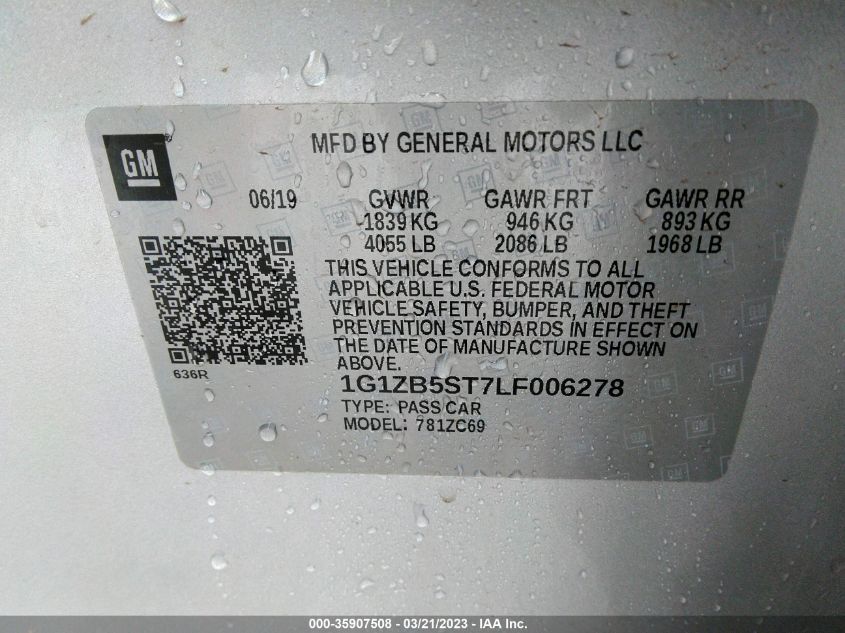 GM
MFD BY GENERAL MOTORS LLC
06/19 GVWR GAWR FRT GAWR RR
1839 KG 946 KG 893 KG
4055 LB 2086 LB 1968 LB
THIS VEHICLE CONFORMS TO ALL
APPLICABLE U.S. FEDERAL MOTOR
VEHICLE SAFETY, BUMPER, AND THEFT
PREVENTION STANDARDS IN EFFECT ON
THE DATE OF MANUFACTURE SHOWN
ABOVE.
636R
1G1ZB5ST7LF006278
TYPE: PASS CAR
MODEL: 781ZC69
000-35907508 — 03/21/2023 — IAA Inc.